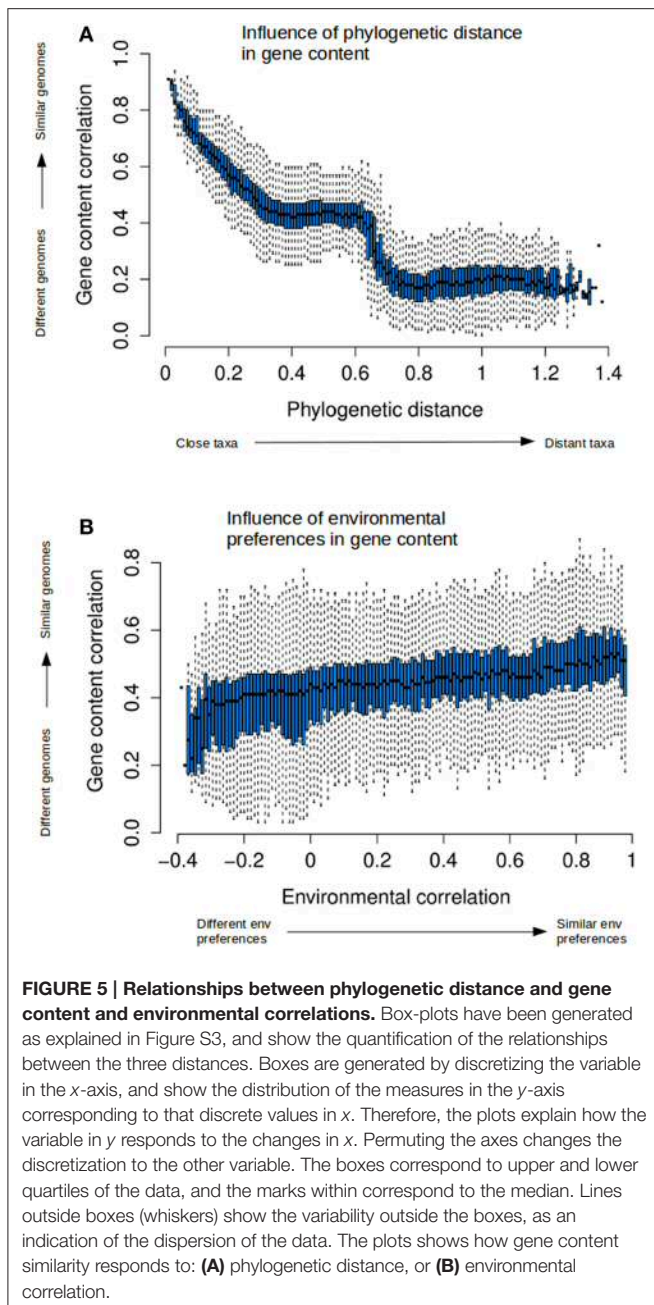 A
Influence of phylogenetic distance
in gene content
Similar genomes
Different genomes
Gene content correlation
1.0
0.8
0.6
0.4
0.2
0.0
0 0.2 0.4 0.6 0.8 1 1.2 1.4
Phylogenetic distance
Close taxa Distant taxa
B
Influence of environmental
preferences in gene content
Similar genomes
Different genomes
Gene content correlation
0.8
0.6
0.4
0.2
0.0
−0.4 −0.2 0 0.2 0.4 0.6 0.8 1
Environmental correlation
Different env
preferences
Similar env
preferences
FIGURE 5 | Relationships between phylogenetic distance and gene
content and environmental correlations. Box-plots have been generated
as explained in Figure S3, and show the quantification of the relationships
between the three distances. Boxes are generated by discretizing the variable
in the x-axis, and show the distribution of the measures in the y-axis
corresponding to that discrete values in x. Therefore, the plots explain how the
variable in y responds to the changes in x. Permuting the axes changes the
discretization to the other variable. The boxes correspond to upper and lower
quartiles of the data, and the marks within correspond to the median. Lines
outside boxes (whiskers) show the variability outside the boxes, as an
indication of the dispersion of the data. The plots shows how gene content
similarity responds to: (A) phylogenetic distance, or (B) environmental
correlation.